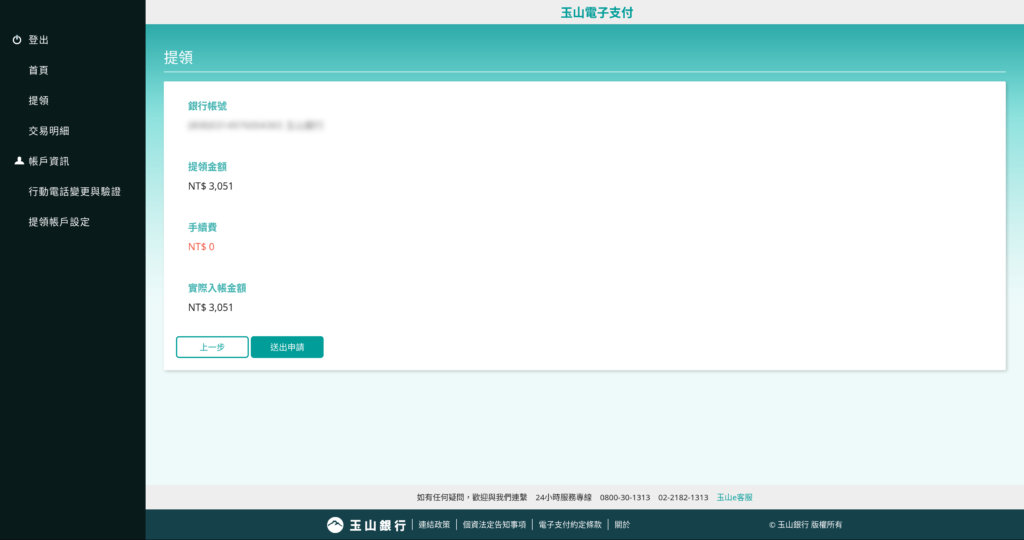 玉山電子支付
登出
首頁
提領
交易明細
帳戶資訊
行動電話變更與驗證
提領帳戶設定
提領
銀行帳號
提領金額
NT$ 3,051
手續費
NT$ 0
實際入帳金額
NT$ 3,051
上一步 送出申請
如有任何疑問,歡迎與我們連繫 24小時服務專線 0800-30-1313 02-2182-1313 玉山e客服
玉山銀行 連結政策 個資法定告知事項 電子支付約定條款 關於 © 玉山銀行 版權所有